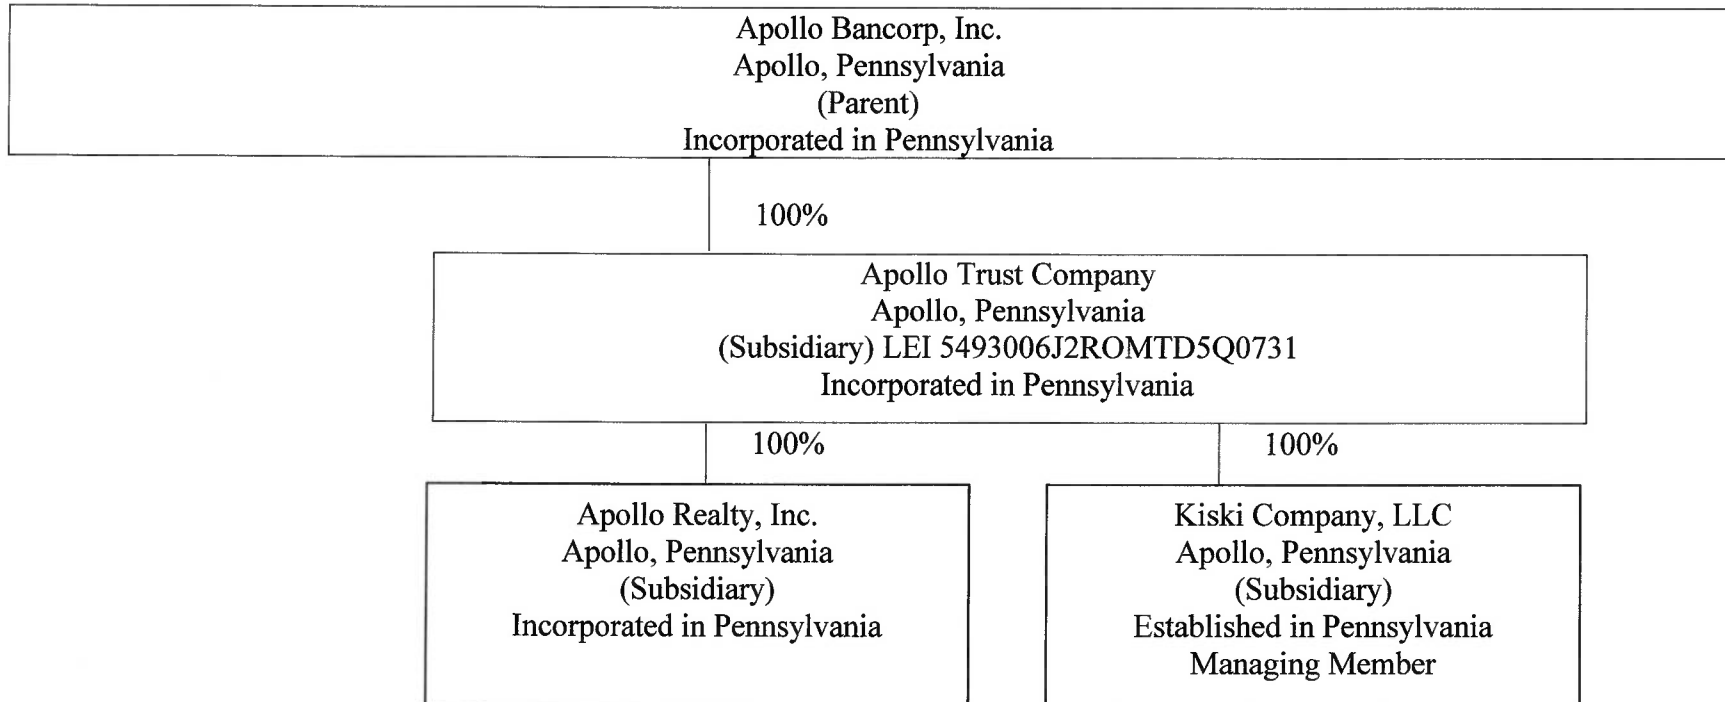 Apollo Bancorp, Inc.
Apollo, Pennsylvania
(Parent)
Incorporated in Pennsylvania
100%
Apollo Trust Company
Apollo, Pennsylvania
(Subsidiary) LEI 5493006J2ROMTD5Q0731
Incorporated in Pennsylvania
100%
100%
Apollo Realty, Inc.
Apollo, Pennsylvania
(Subsidiary)
Incorporated in Pennsylvania
Kiski Company, LLC
Apollo, Pennsylvania
(Subsidiary)
Established in Pennsylvania
Managing Member